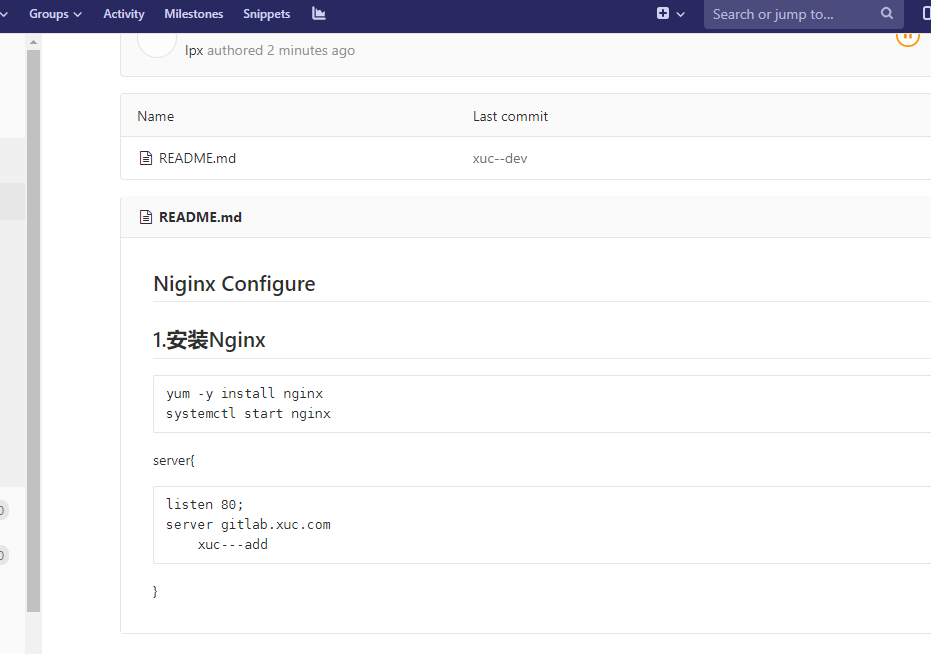 Groups Activity Milestones Snippets Search or jump to...
lpx authored 2 minutes ago
Name Last commit
README.md xuc--dev
README.md
Niginx Configure
1.安装Nginx
yum -y install nginx
systemctl start nginx
server{
listen 80;
server gitlab.xuc.com
xuc---add
}